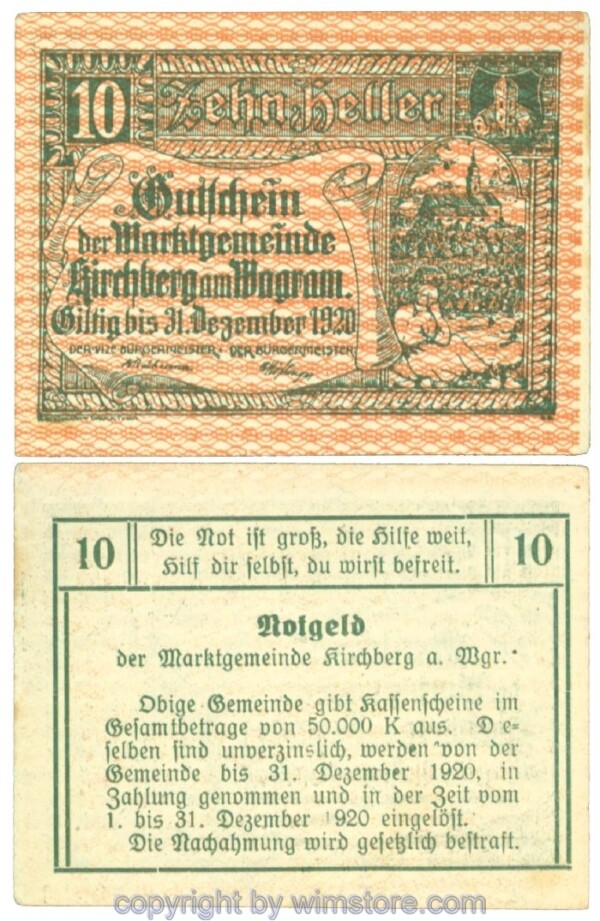 10 Zehn Heller
Gutschein
der Marktgemeinde
Kirchberg am Wagram.
Giltig bis 31. Dezember 1920
DER VIZE BÜRGERMEISTER · DER BÜRGERMEISTER
10
Die Not ist groß, die Hilfe weit,
Hilf dir selbst, du wirst befreit.
10
Notgeld
der Marktgemeinde Kirchberg a. Wgr.
Obige Gemeinde gibt Kassenscheine im
Gesamtbetrage von 50.000 K aus. D e-
selben sind unverzinslich, werden von der
Gemeinde bis 31. Dezember 1920, in
Zahlung genommen und in der Zeit vom
1. bis 31. Dezember 1920 eingelöst.
Die Nachahmung wird gesetzlich bestraft.
copyright by wimstore.com